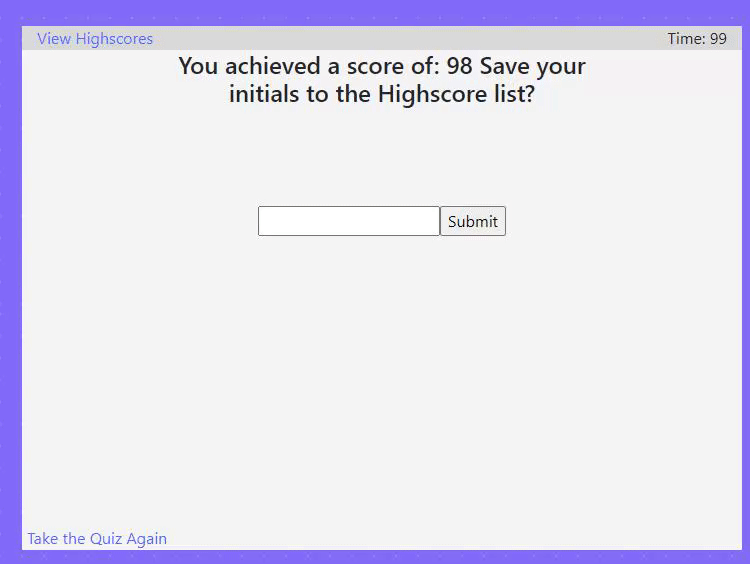 View Highscores
Time: 99
You achieved a score of: 98 Save your
initials to the Highscore list?
Submit
Take the Quiz Again